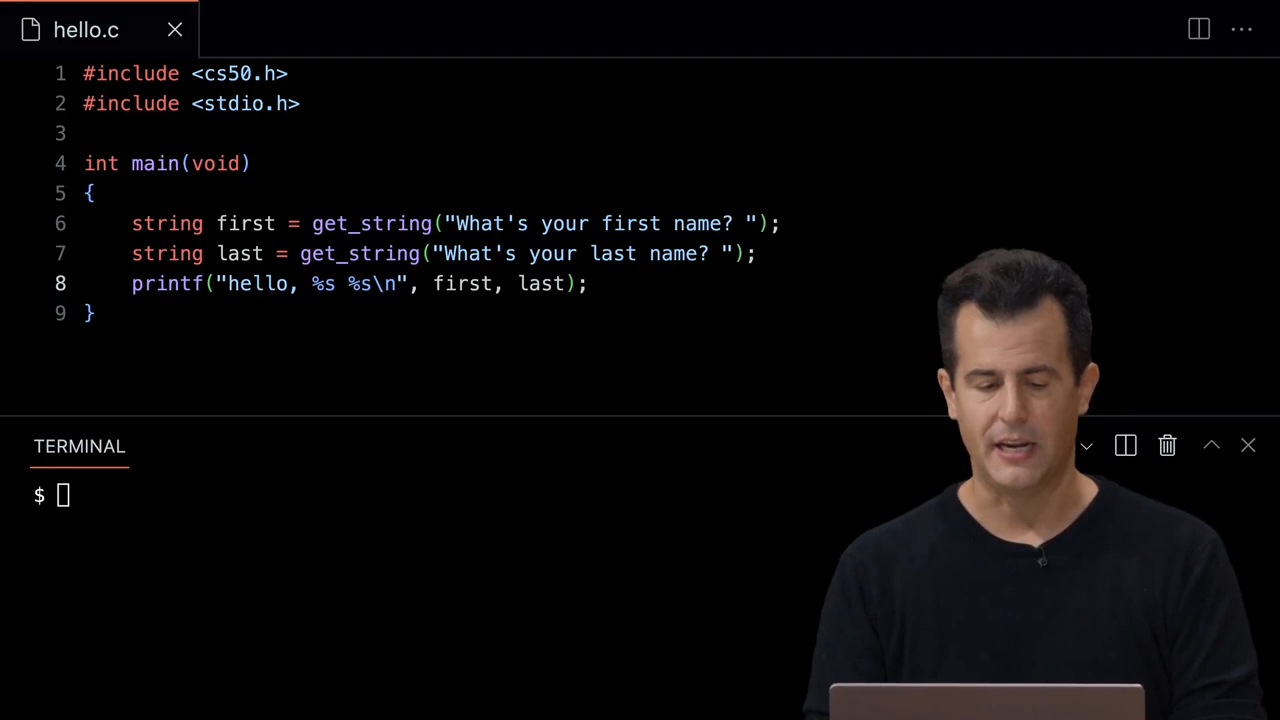 hello.c
1 #include <cs50.h>
2 #include <stdio.h>
3
4 int main(void)
5 {
6     string first = get_string("What's your first name? ");
7     string last = get_string("What's your last name? ");
8     printf("hello, %s %s\n", first, last);
9 }
TERMINAL
$